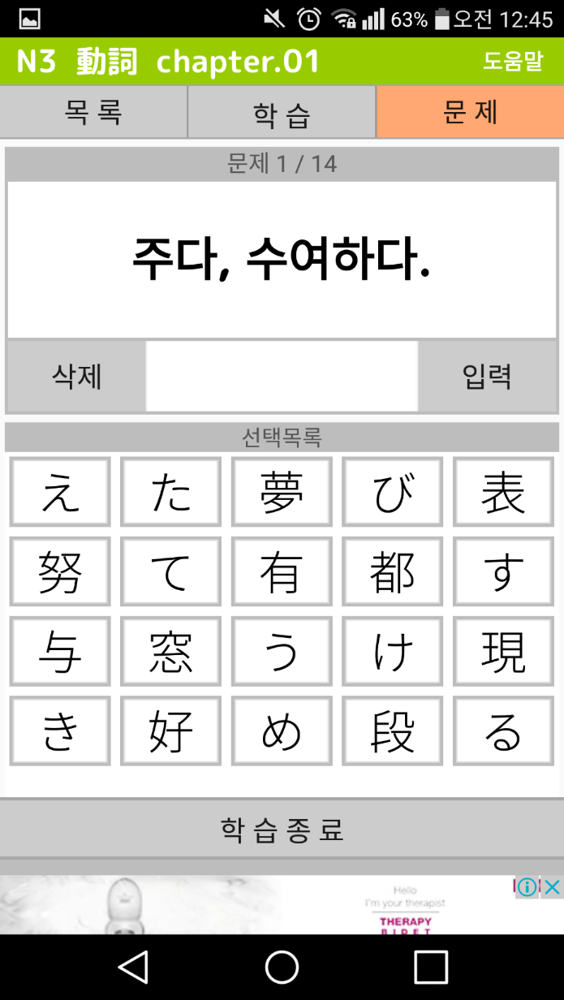 63% 오전 12:45
N3 動詞 chapter.01 도움말
목록 학습 문제
문제 1 / 14
주다, 수여하다.
삭제 입력
선택목록
え た 夢 び 表
努 て 有 都 す
与 窓 う け 現
き 好 め 段 る
학습종료
Hello
I'm your therapist
THERAPY
BIDET